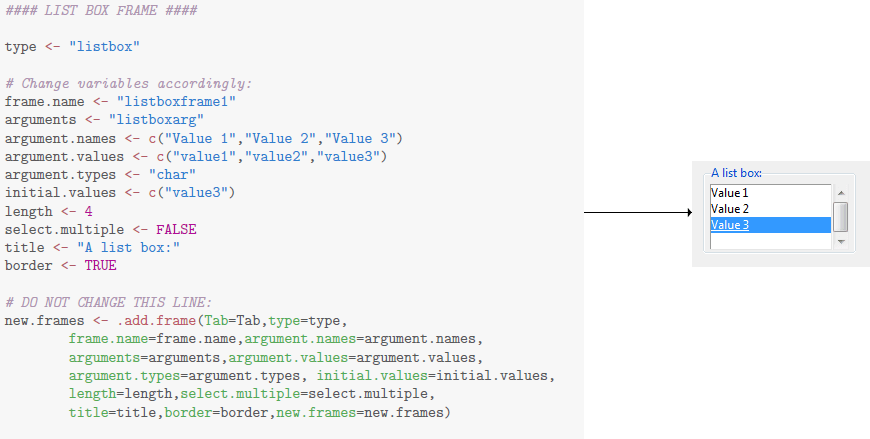 #### LIST BOX FRAME ####
type <- "listbox"
# Change variables accordingly:
frame.name <- "listboxframe1"
arguments <- "listboxarg"
argument.names <- c("Value 1","Value 2","Value 3")
argument.values <- c("value1","value2","value3")
argument.types <- "char"
initial.values <- c("value3")
length <- 4
select.multiple <- FALSE
title <- "A list box:"
border <- TRUE
# DO NOT CHANGE THIS LINE:
new.frames <- .add.frame(Tab=Tab,type=type,
frame.name=frame.name,argument.names=argument.names,
arguments=arguments,argument.values=argument.values,
argument.types=argument.types, initial.values=initial.values,
length=length,select.multiple=select.multiple,
title=title,border=border,new.frames=new.frames)
A list box:
Value 1
Value 2
Value 3